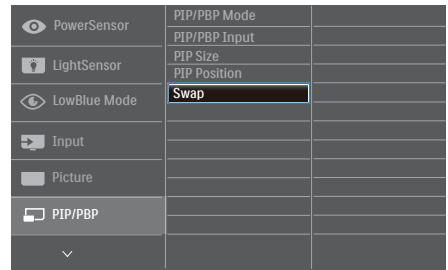 PowerSensor
LightSensor
LowBlue Mode
Input
Picture
PIP/PBP
PIP/PBP Mode
PIP/PBP Input
PIP Size
PIP Position
Swap